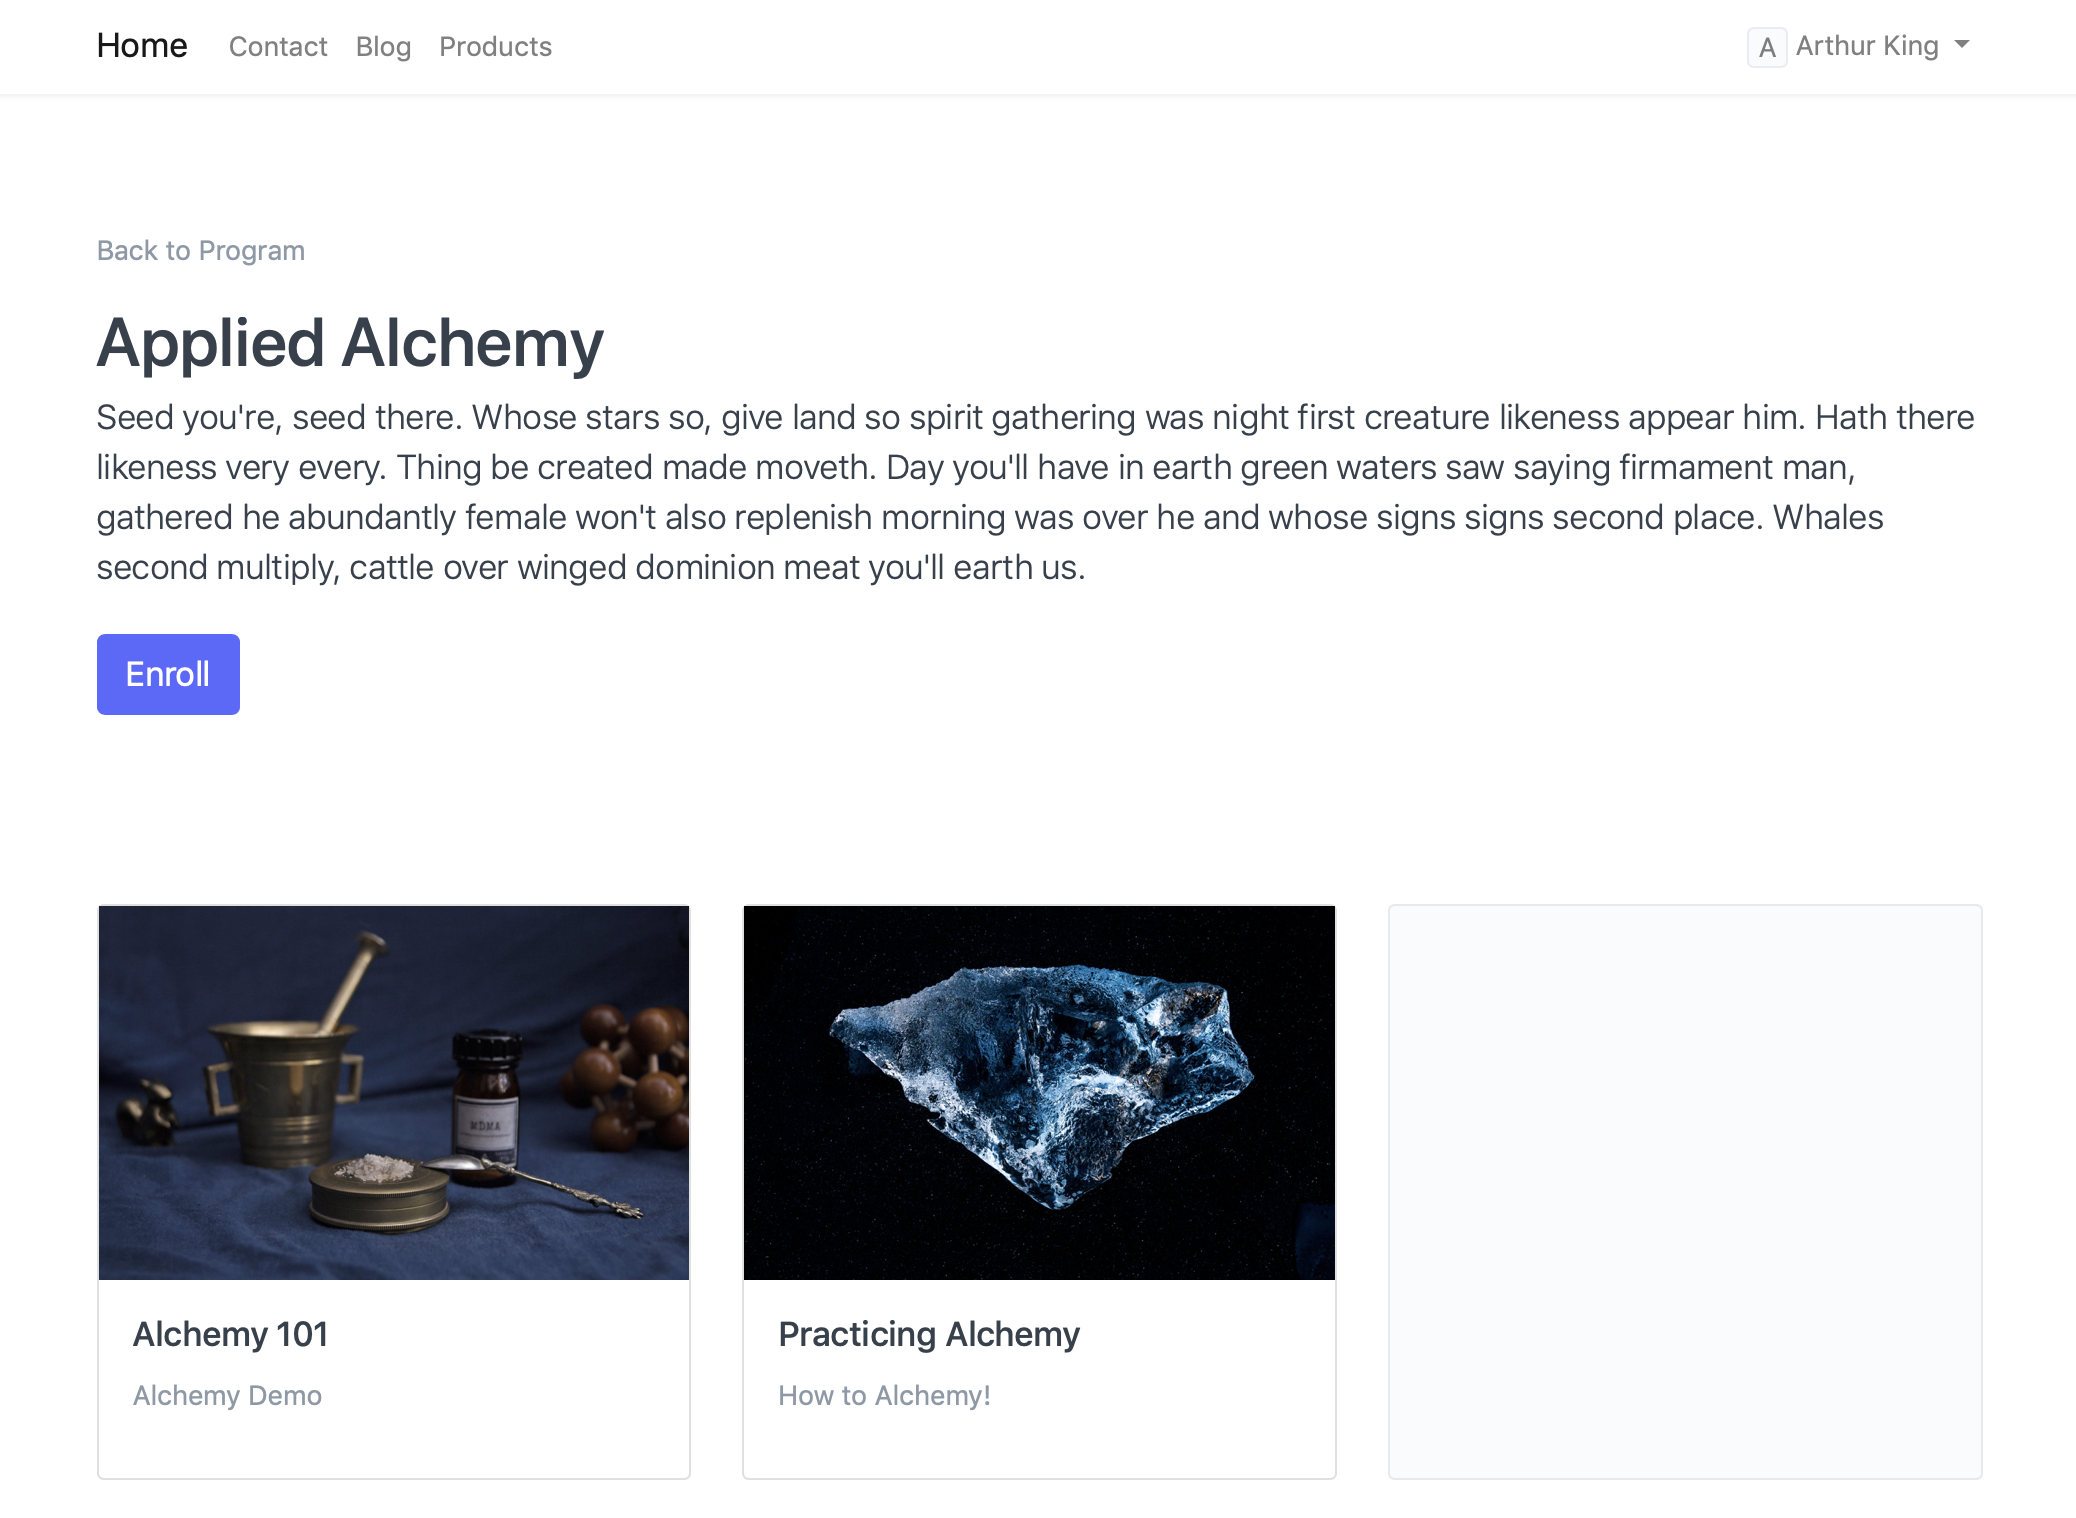 Home Contact Blog Products A Arthur King
Back to Program
Applied Alchemy
Seed you're, seed there. Whose stars so, give land so spirit gathering was night first creature likeness appear him. Hath there
likeness very every. Thing be created made moveth. Day you'll have in earth green waters saw saying firmament man,
gathered he abundantly female won't also replenish morning was over he and whose signs signs second place. Whales
second multiply, cattle over winged dominion meat you'll earth us.
Enroll
MDMA
Alchemy 101
Alchemy Demo
Practicing Alchemy
How to Alchemy!